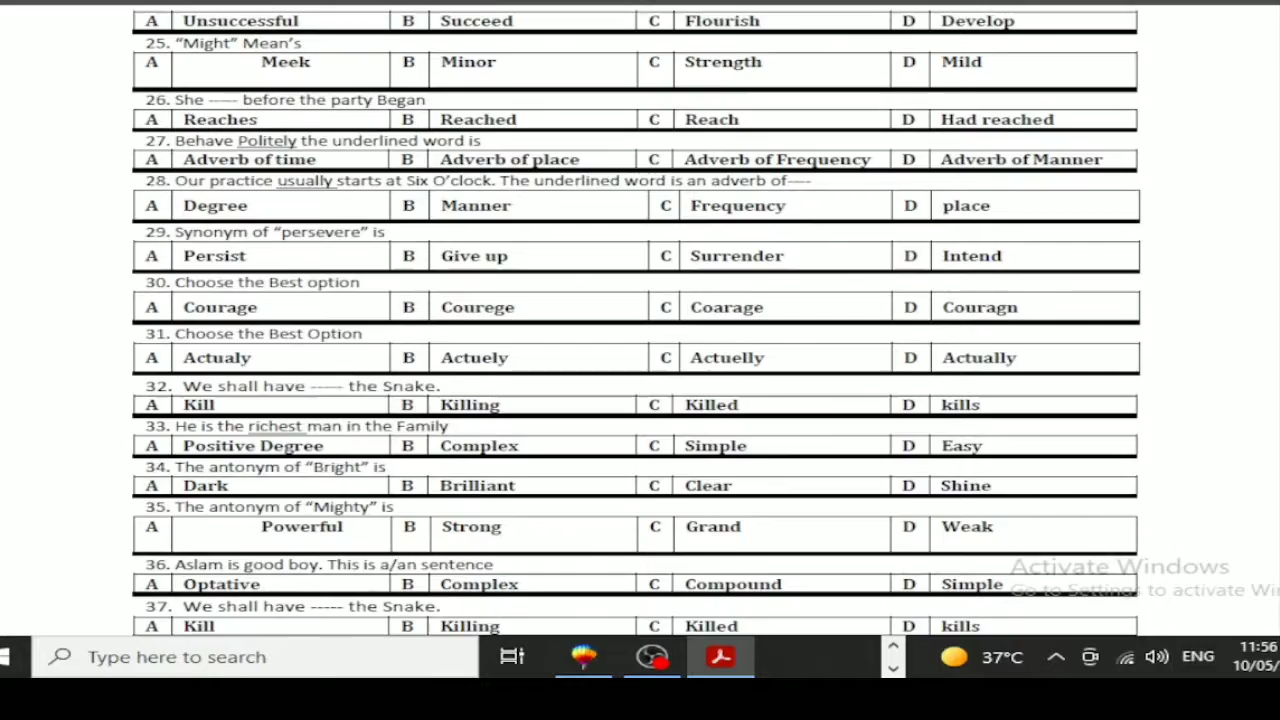 A Unsuccessful B Succeed C Flourish D Develop
25. “Might” Mean’s
A Meek B Minor C Strength D Mild
26. She ----- before the party Began
A Reaches B Reached C Reach D Had reached
27. Behave Politely the underlined word is
A Adverb of time B Adverb of place C Adverb of Frequency D Adverb of Manner
28. Our practice usually starts at Six O’clock. The underlined word is an adverb of----
A Degree B Manner C Frequency D place
29. Synonym of “persevere” is
A Persist B Give up C Surrender D Intend
30. Choose the Best option
A Courage B Courege C Coarage D Couragn
31. Choose the Best Option
A Actualy B Actuely C Actuelly D Actually
32. We shall have ----- the Snake.
A Kill B Killing C Killed D kills
33. He is the richest man in the Family
A Positive Degree B Complex C Simple D Easy
34. The antonym of “Bright” is
A Dark B Brilliant C Clear D Shine
35. The antonym of “Mighty” is
A Powerful B Strong C Grand D Weak
36. Aslam is good boy. This is a/an sentence
A Optative B Complex C Compound D Simple
37. We shall have ----- the Snake.
A Kill B Killing C Killed D kills
Activate Windows
Go to Settings to activate Wi
Type here to search
37°C ENG 11:56
10/05/